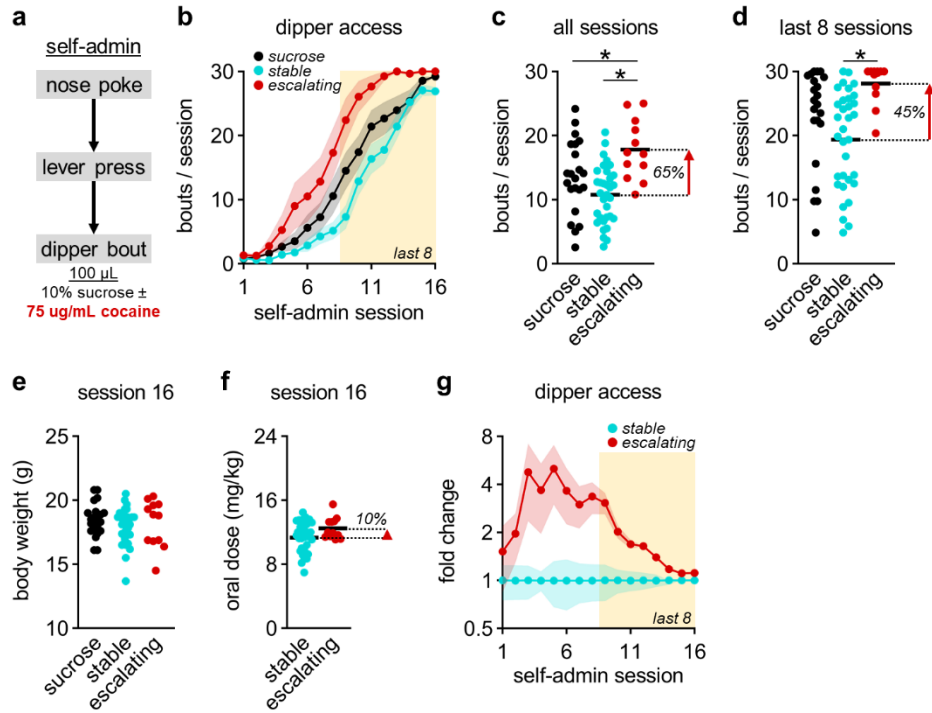 a
self-admin
nose poke
lever press
dipper bout
100 µL
10% sucrose ±
75 ug/mL cocaine
b
dipper access
sucrose
stable
escalating
bouts / session
30
20
10
0
last 8
1
6
11
16
self-admin session
c
all sessions
*
*
bouts / session
30
20
10
0
65%
sucrose
stable
escalating
d
last 8 sessions
*
bouts / session
30
20
10
0
45%
sucrose
stable
escalating
e
session 16
body weight (g)
25
20
15
10
sucrose
stable
escalating
f
session 16
oral dose (mg/kg)
24
16
8
0
10%
stable
escalating
g
dipper access
stable
escalating
fold change
8
4
2
1
0.5
last 8
1
6
11
16
self-admin session